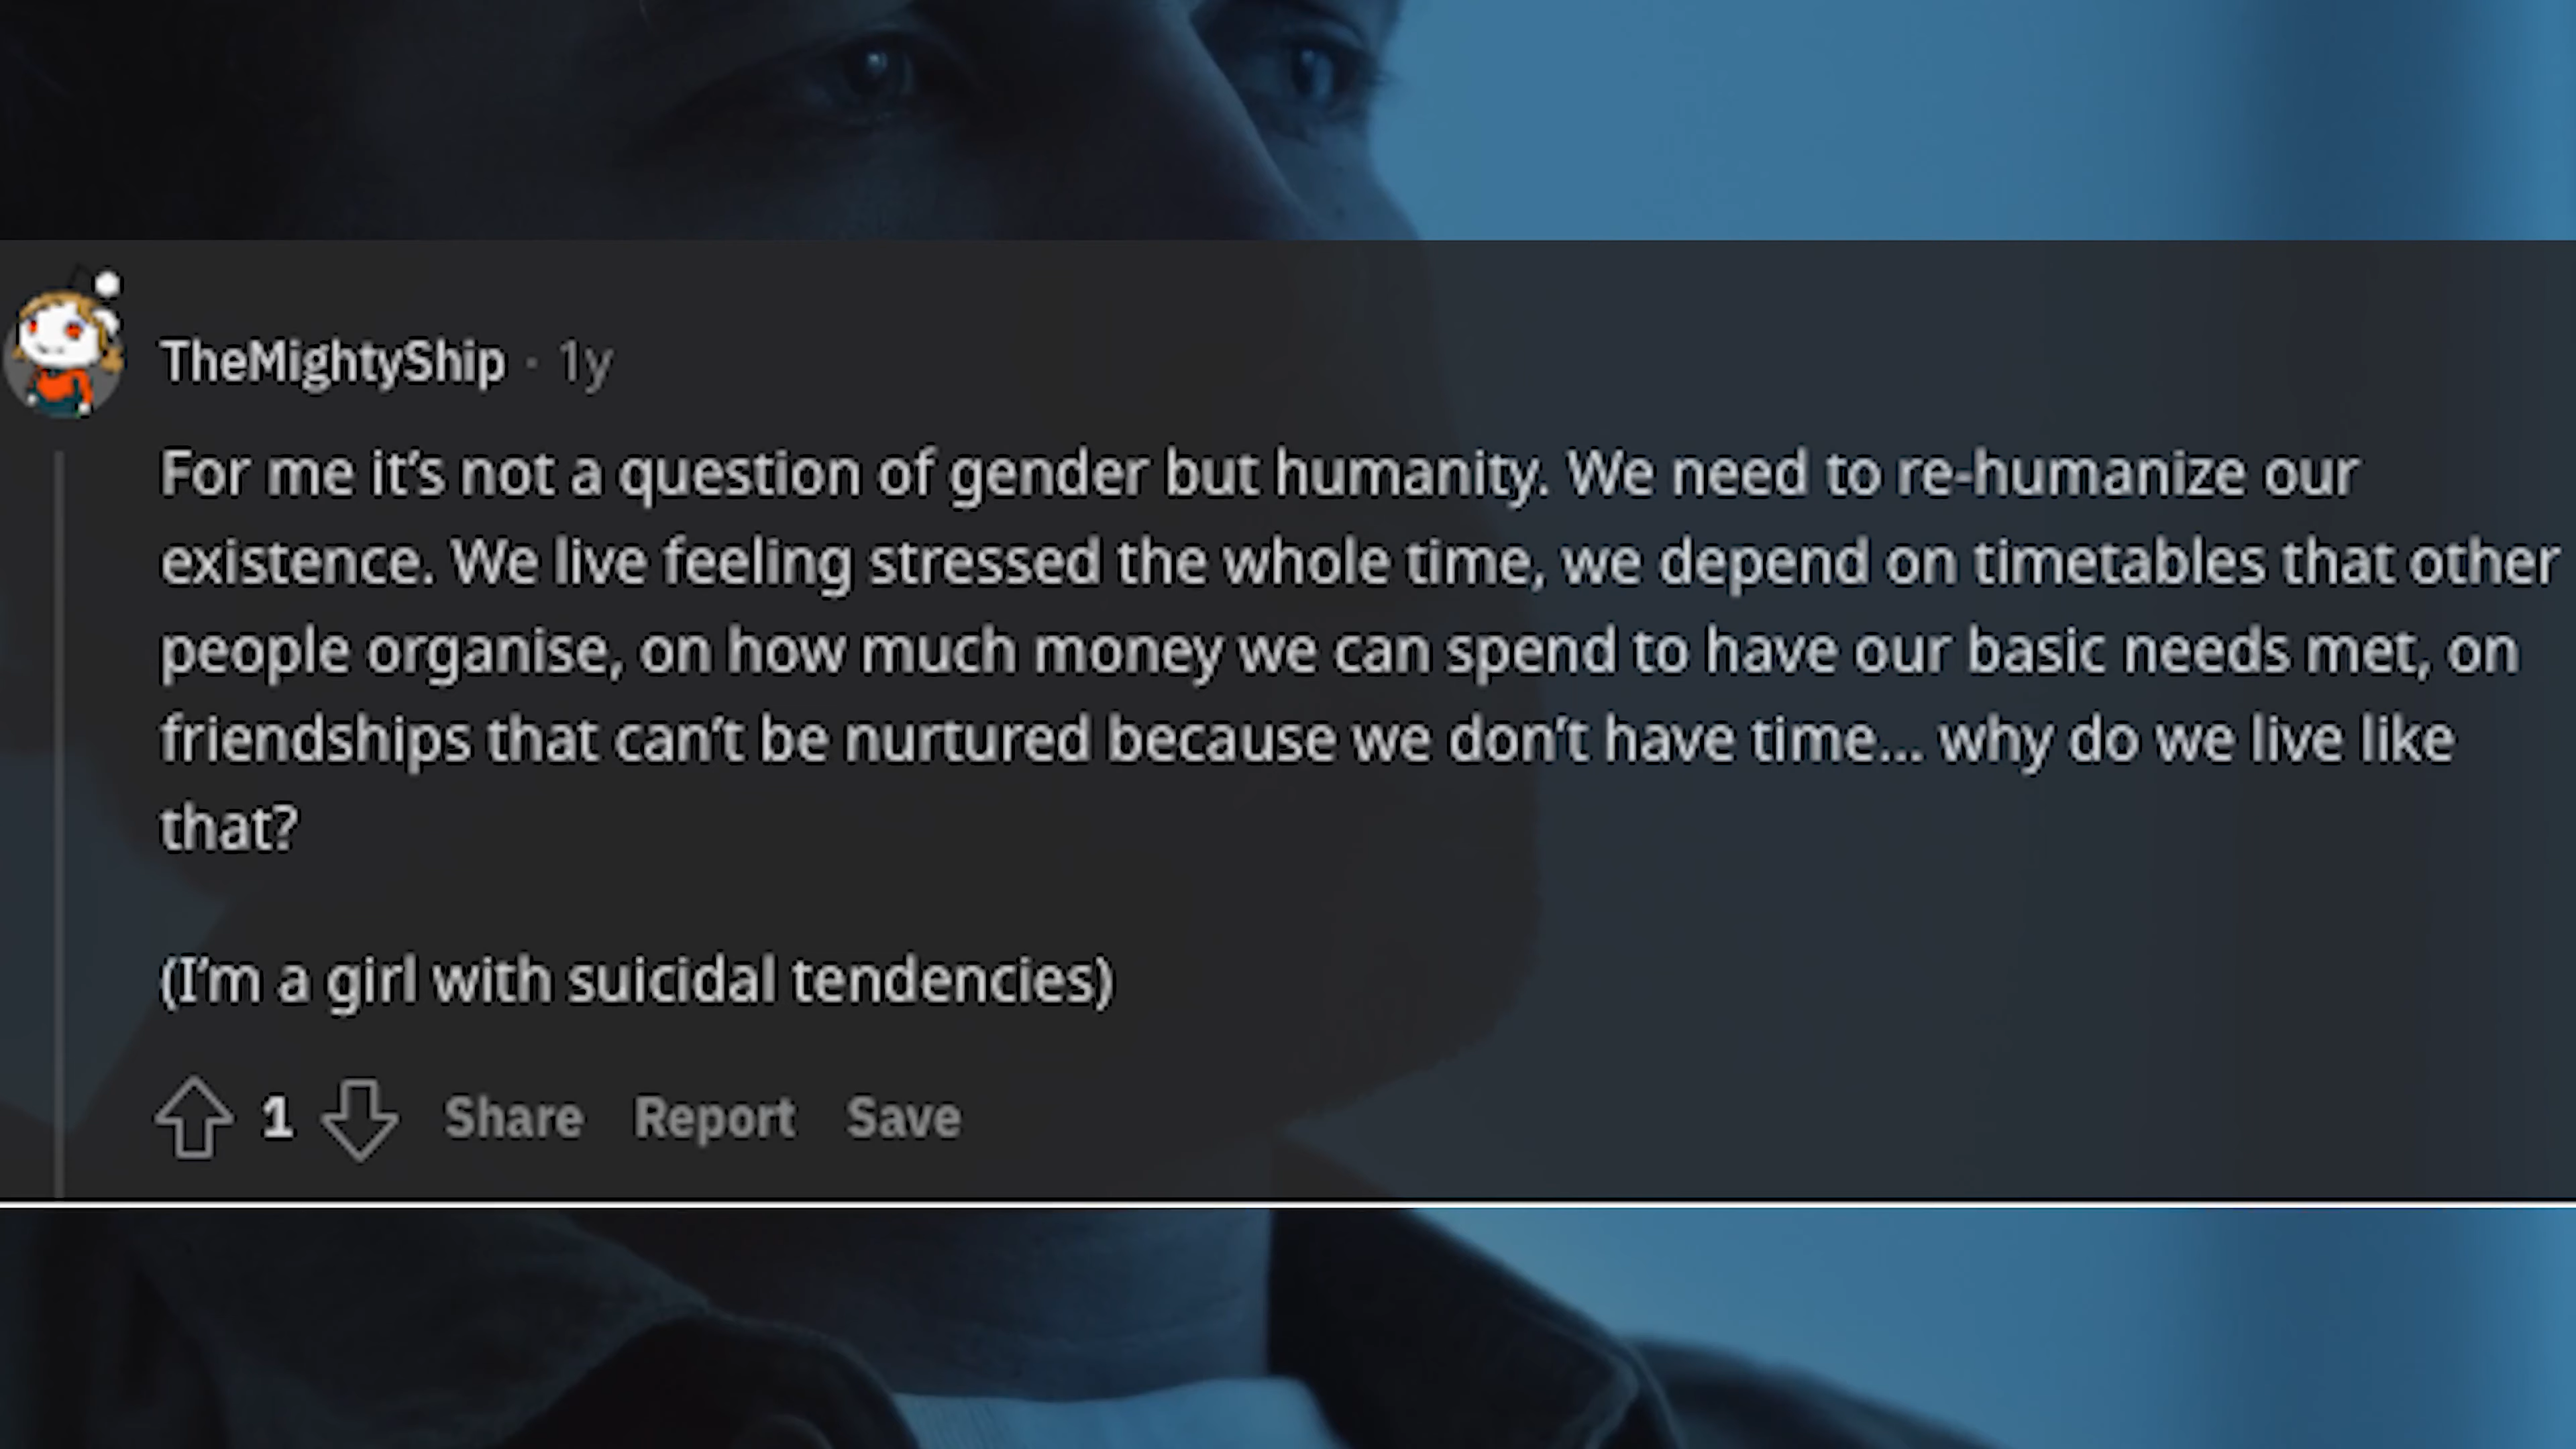 TheMightyShip · 1y
For me it's not a question of gender but humanity. We need to re-humanize our
existence. We live feeling stressed the whole time, we depend on timetables that other
people organise, on how much money we can spend to have our basic needs met, on
friendships that can't be nurtured because we don't have time... why do we live like
that?
(I'm a girl with suicidal tendencies)
1 Share Report Save